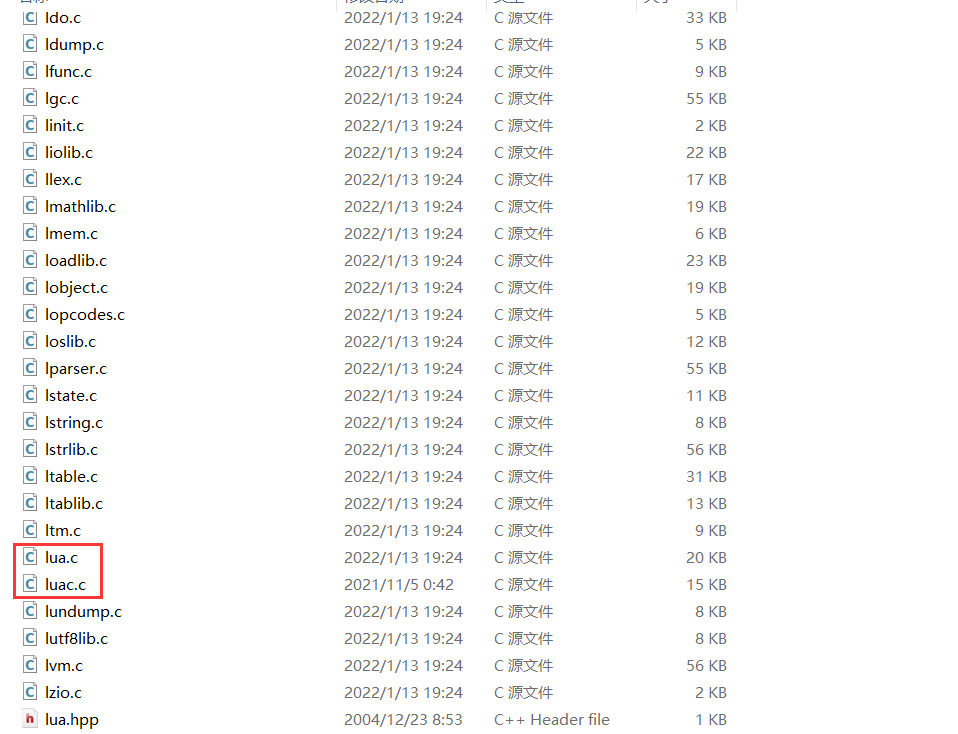 ldo.c 2022/1/13 19:24 C 源文件 33 KB
ldump.c 2022/1/13 19:24 C 源文件 5 KB
lfunc.c 2022/1/13 19:24 C 源文件 9 KB
lgc.c 2022/1/13 19:24 C 源文件 55 KB
linit.c 2022/1/13 19:24 C 源文件 2 KB
liolib.c 2022/1/13 19:24 C 源文件 22 KB
llex.c 2022/1/13 19:24 C 源文件 17 KB
lmathlib.c 2022/1/13 19:24 C 源文件 19 KB
lmem.c 2022/1/13 19:24 C 源文件 6 KB
loadlib.c 2022/1/13 19:24 C 源文件 23 KB
lobject.c 2022/1/13 19:24 C 源文件 19 KB
lopcodes.c 2022/1/13 19:24 C 源文件 5 KB
loslib.c 2022/1/13 19:24 C 源文件 12 KB
lparser.c 2022/1/13 19:24 C 源文件 55 KB
lstate.c 2022/1/13 19:24 C 源文件 11 KB
lstring.c 2022/1/13 19:24 C 源文件 8 KB
lstrlib.c 2022/1/13 19:24 C 源文件 56 KB
ltable.c 2022/1/13 19:24 C 源文件 31 KB
ltablib.c 2022/1/13 19:24 C 源文件 13 KB
ltm.c 2022/1/13 19:24 C 源文件 9 KB
lua.c 2022/1/13 19:24 C 源文件 20 KB
luac.c 2021/11/5 0:42 C 源文件 15 KB
lundump.c 2022/1/13 19:24 C 源文件 8 KB
lutf8lib.c 2022/1/13 19:24 C 源文件 8 KB
lvm.c 2022/1/13 19:24 C 源文件 56 KB
lzio.c 2022/1/13 19:24 C 源文件 2 KB
lua.hpp 2004/12/23 8:53 C++ Header file 1 KB